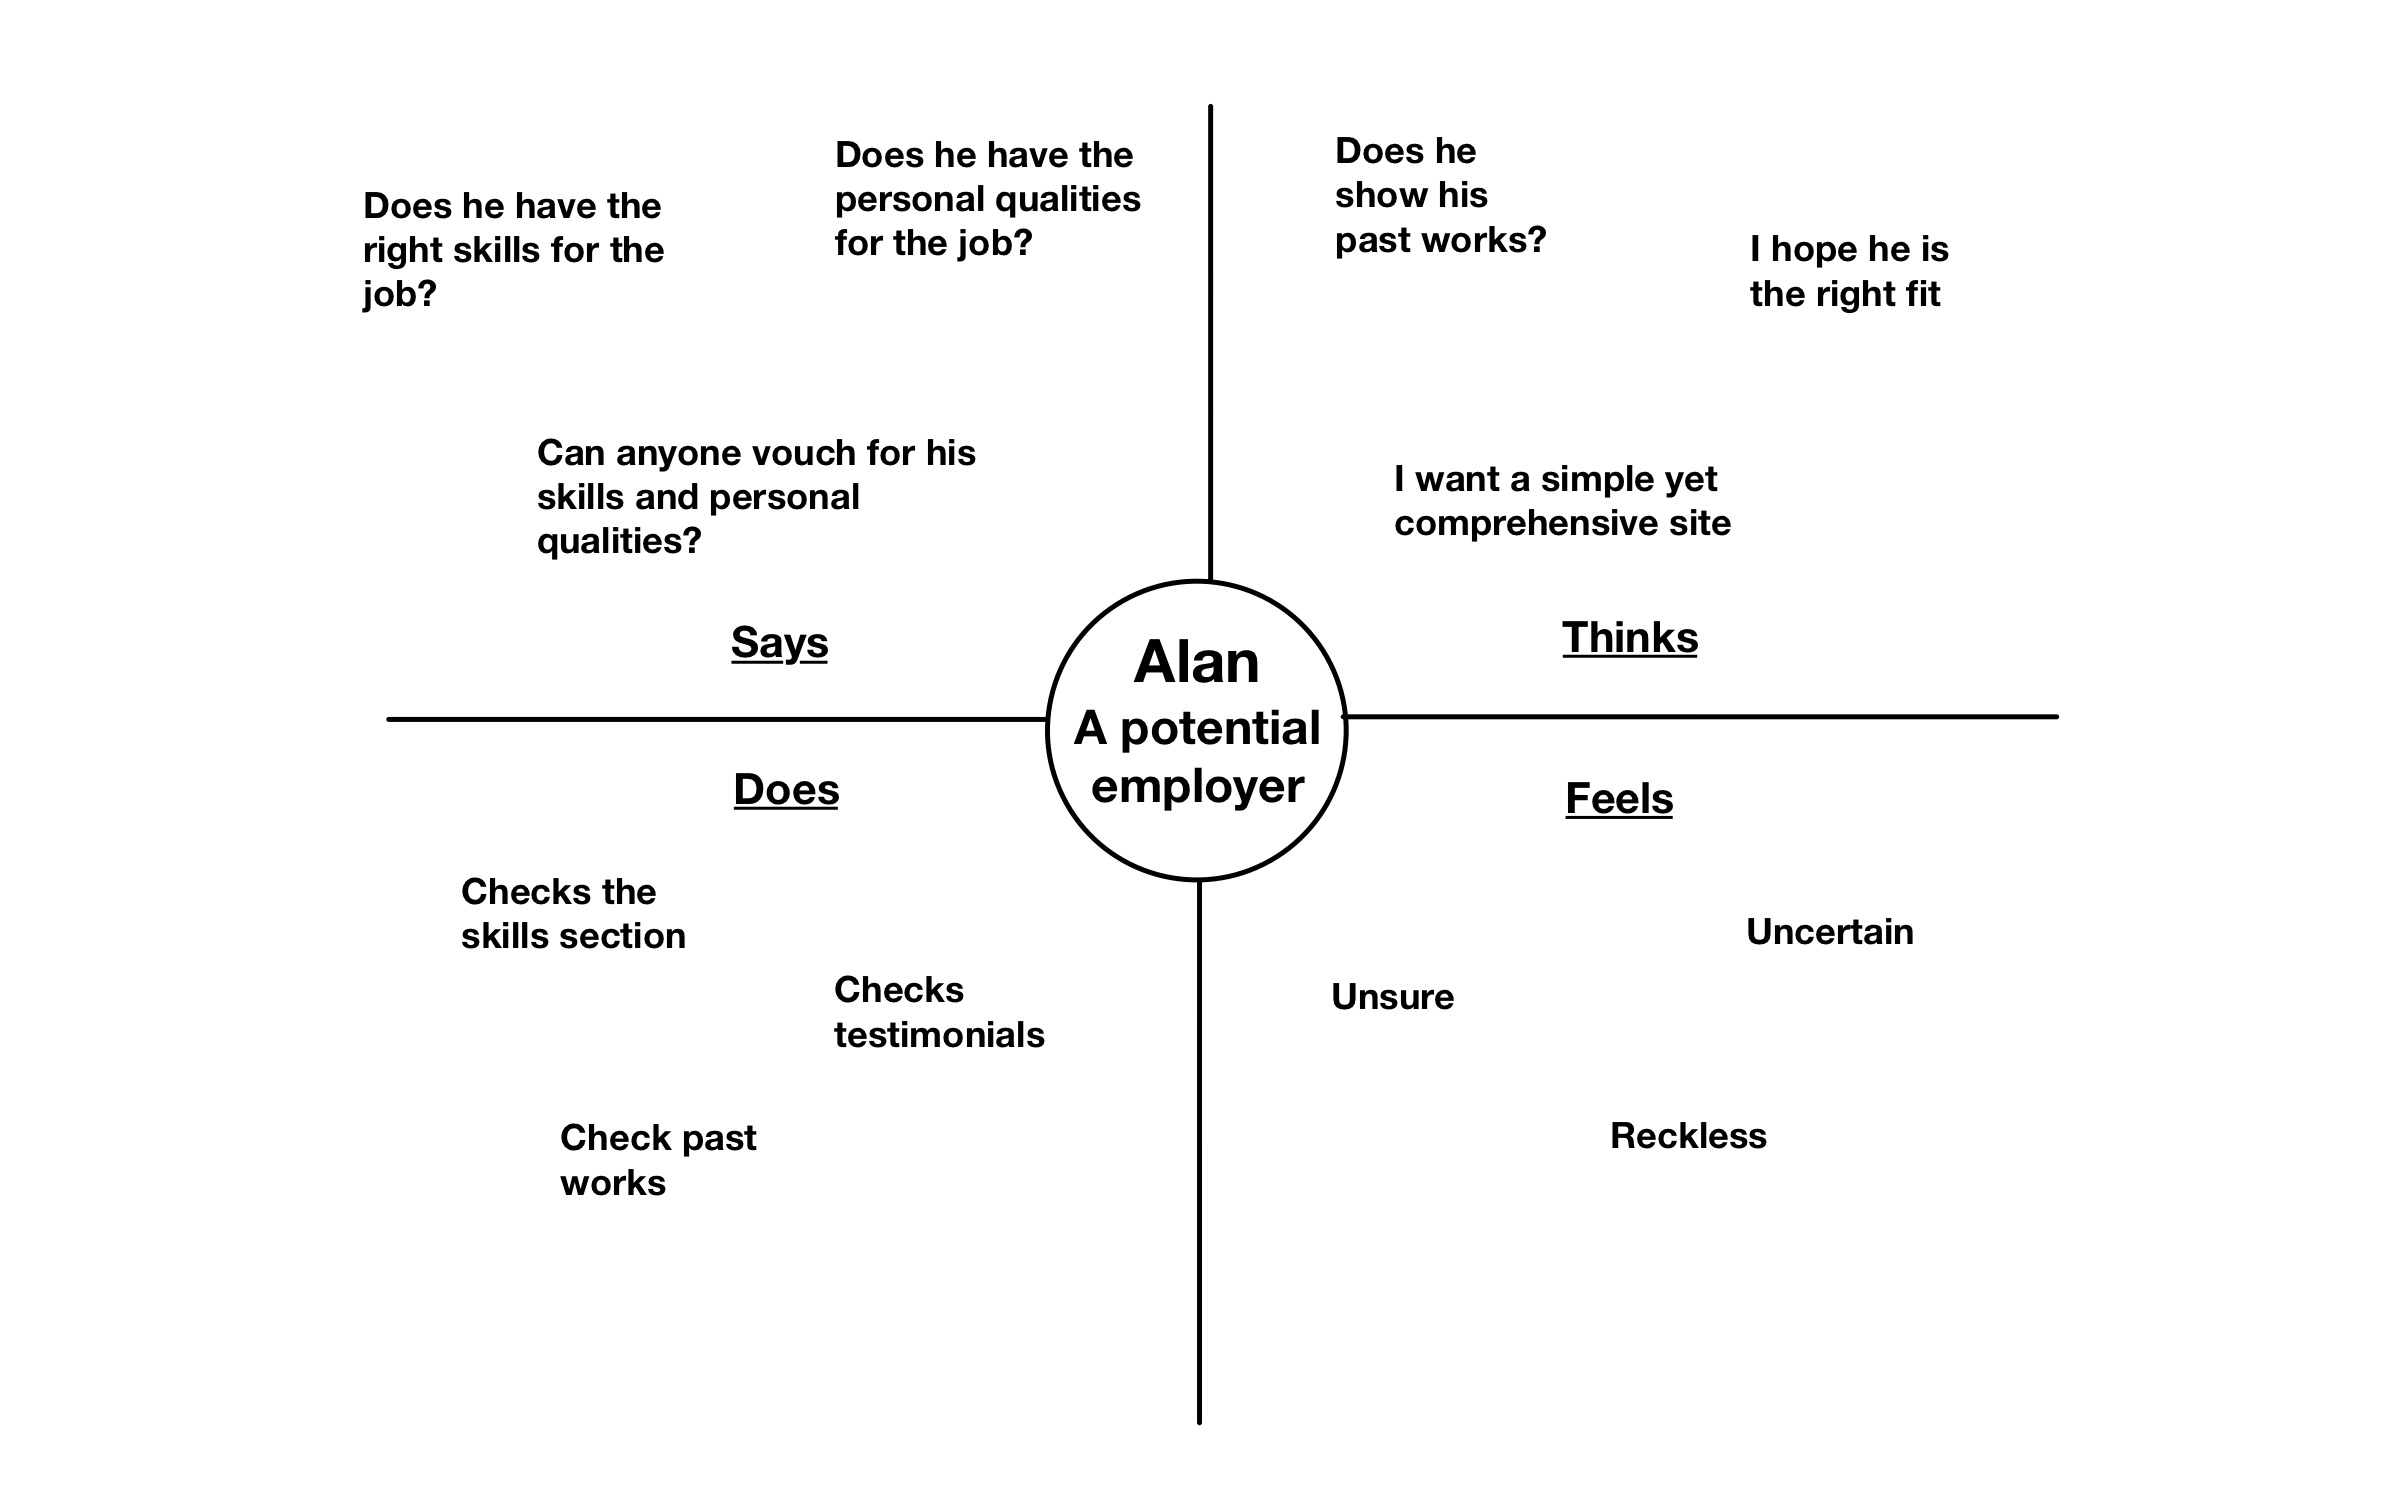 Does he have the
right skills for the
job?
Does he have the
personal qualities
for the job?
Can anyone vouch for his
skills and personal
qualities?
Says
Does he
show his
past works?
I hope he is
the right fit
I want a simple yet
comprehensive site
Thinks
Alan
A potential
employer
Does
Checks the
skills section
Checks
testimonials
Check past
works
Feels
Uncertain
Unsure
Reckless